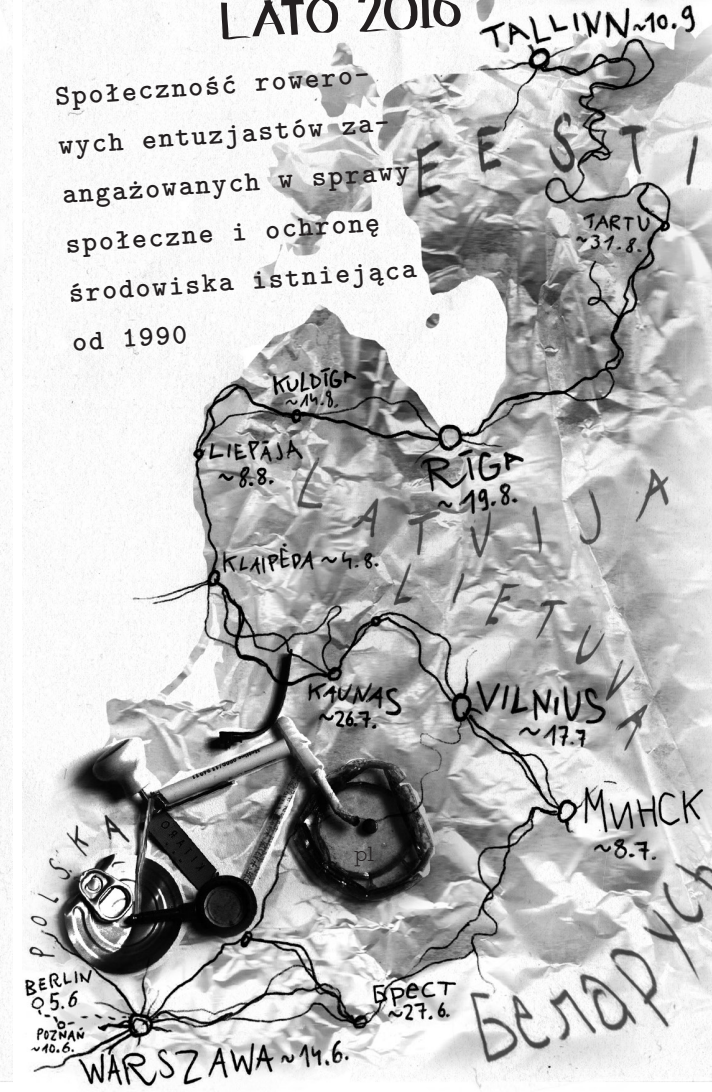 LATO 2016
Społeczność rowero-
wych entuzjastów za-
angażowanych w sprawy
społeczne i ochronę
środowiska istniejąca
od 1990
TALLINN ~10.9
EESTI
TARTU
~31.8.
KULDĪGA
~14.8.
LIEPĀJA
~8.8.
RĪGA
~19.8.
LATVIJA
KLAIPĖDA ~4.8.
LIETUVA
KAUNAS
~26.7.
VILNIUS
~17.7
МИНСК
~8.7.
POLSKA
pl
Беларусь
BERLIN
5.6
POZNAŃ
~10.6.
БРЕСТ
~27.6.
WARSZAWA ~14.6.